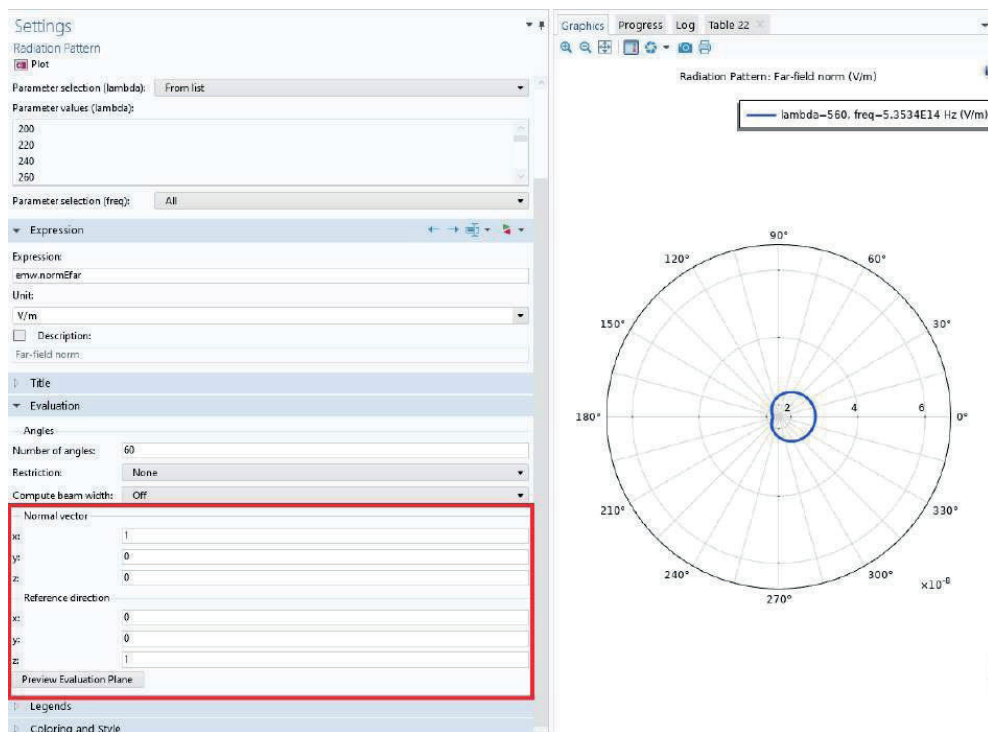 Settings
Radiation Pattern
Plot
Parameter selection (lambda): From list
Parameter values (lambda):
200
220
240
260
Parameter selection (freq): All
Expression
Expression:
emw.normEfar
Unit:
V/m
Description:
Far-field norm
Title
Evaluation
Angles
Number of angles: 60
Restriction: None
Compute beam width: Off
Normal vector
x: 1
y: 0
z: 0
Reference direction
x: 0
y: 0
z: 1
Preview Evaluation Plane
Legends
Coloring and Style
Graphics Progress Log Table 22
Radiation Pattern: Far-field norm (V/m)
lambda=560, freq=5.3534E14 Hz (V/m)
90°
120° 60°
150° 30°
180° 2 4 6 0°
210° 330°
240° 300°
270°
×10⁻⁸